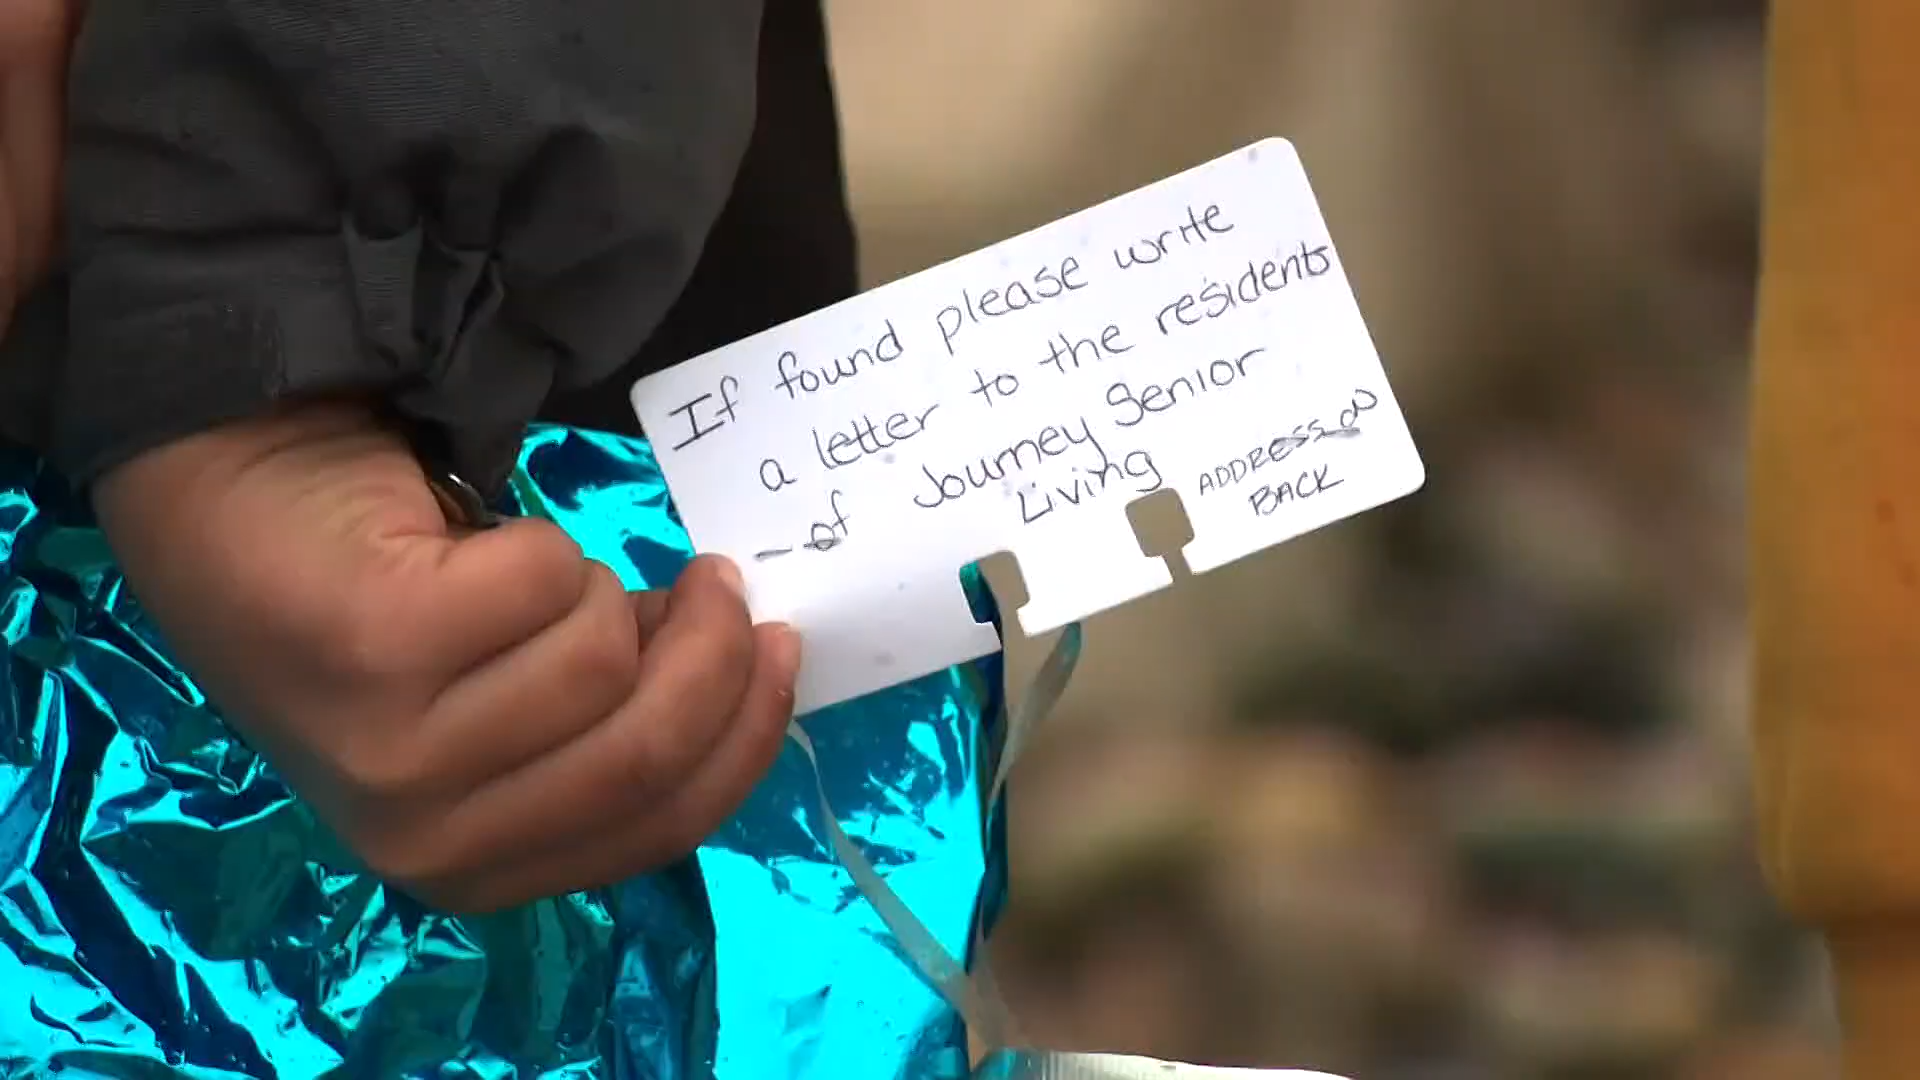 If found please write
a letter to the residents
- of Journey Senior
Living
ADDRESS ON
BACK